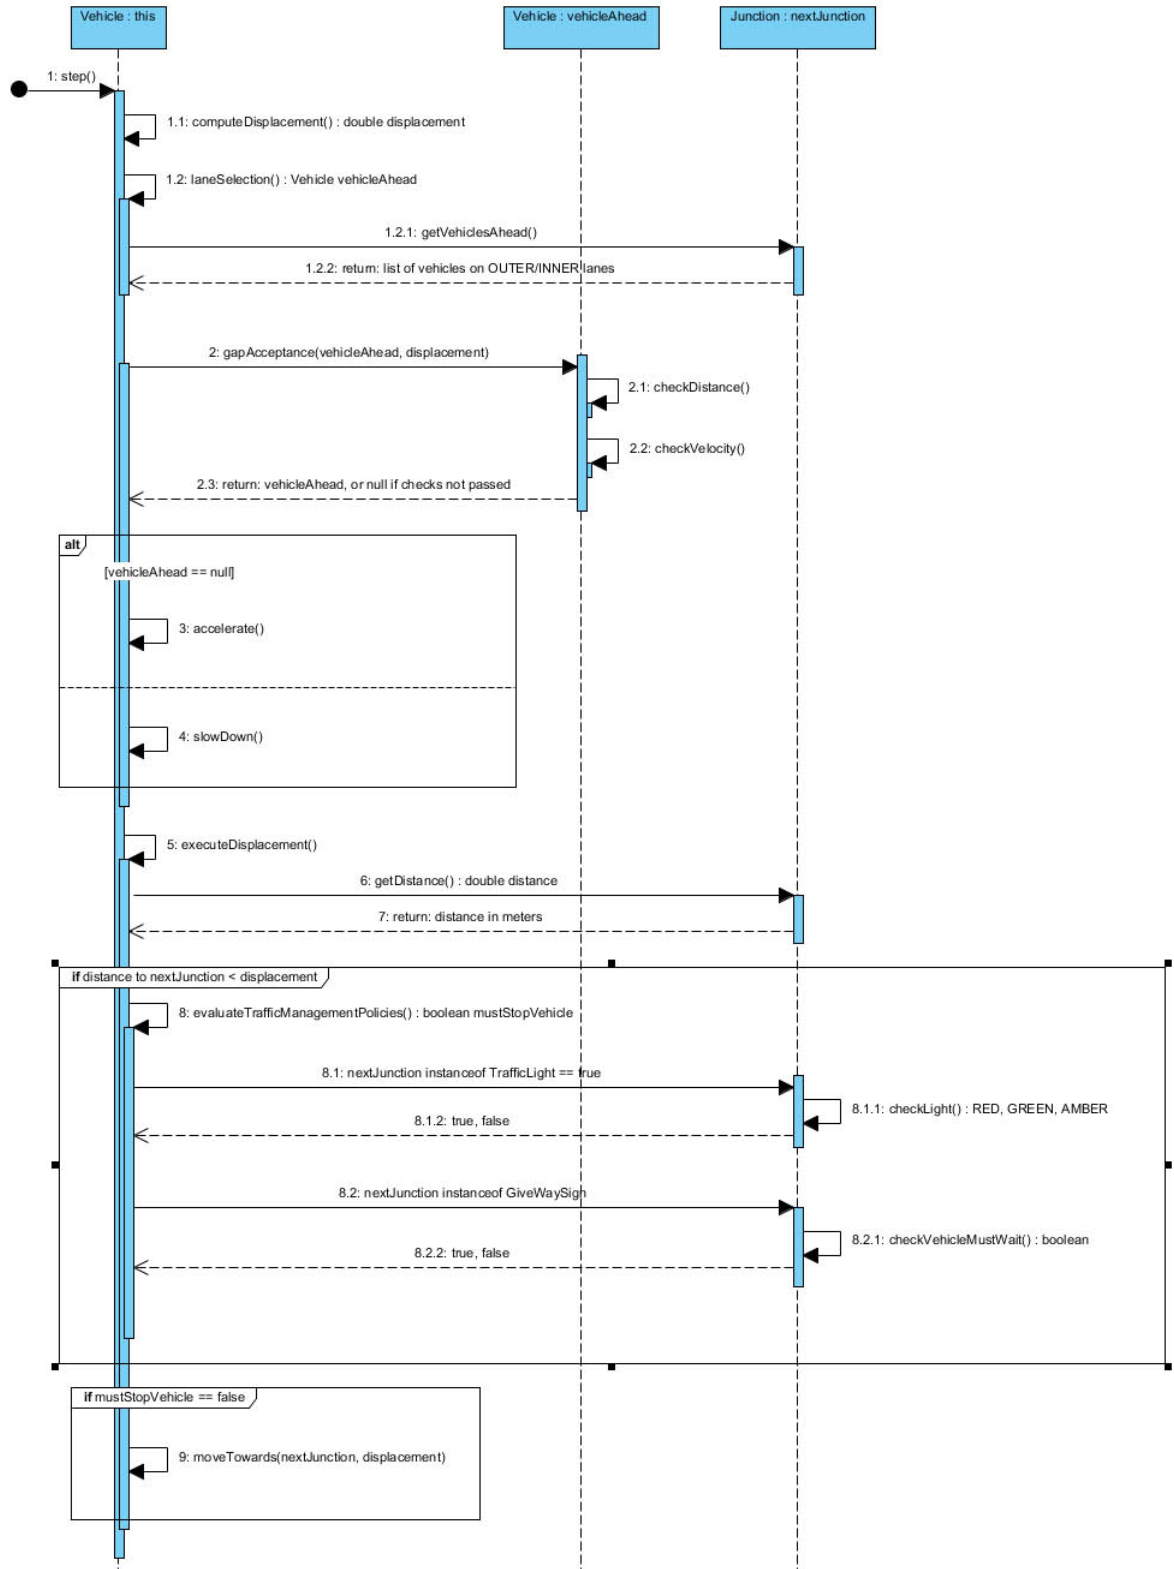 Vehicle : this
Vehicle : vehicleAhead
Junction : nextJunction
1: step()
1.1: computeDisplacement() : double displacement
1.2: laneSelection() : Vehicle vehicleAhead
1.2.1: getVehiclesAhead()
1.2.2: return: list of vehicles on OUTER/INNER lanes
2: gapAcceptance(vehicleAhead, displacement)
2.1: checkDistance()
2.2: checkVelocity()
2.3: return: vehicleAhead, or null if checks not passed
alt
[vehicleAhead == null]
3: accelerate()
4: slowDown()
5: executeDisplacement()
6: getDistance() : double distance
7: return: distance in meters
if distance to nextJunction < displacement
8: evaluateTrafficManagementPolicies() : boolean mustStopVehicle
8.1: nextJunction instanceof TrafficLight == true
8.1.1: checkLight() : RED, GREEN, AMBER
8.1.2: true, false
8.2: nextJunction instanceof GiveWaySign
8.2.1: checkVehicleMustWait() : boolean
8.2.2: true, false
if mustStopVehicle == false
9: moveTowards(nextJunction, displacement)